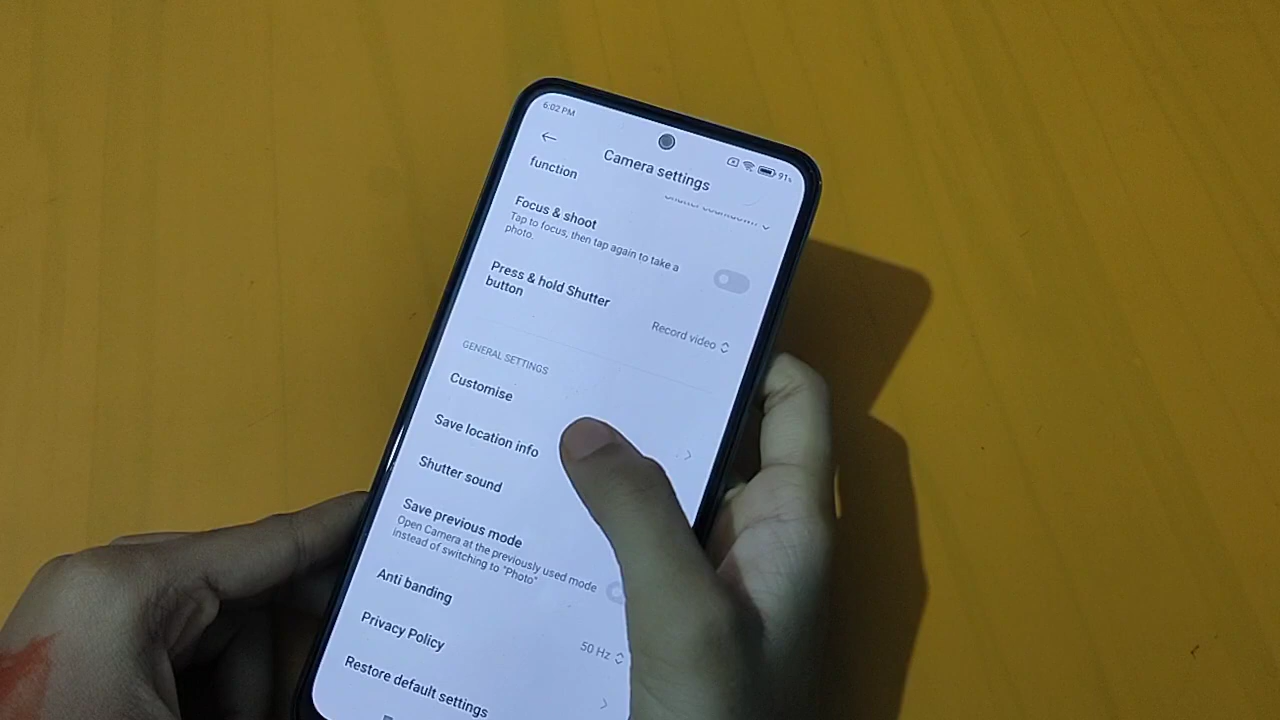 6:02 PM
91%
Camera settings
function
Focus & shoot
Tap to focus, then tap again to take a
photo.
Press & hold Shutter
button
Record video
GENERAL SETTINGS
Customise
Save location info
Shutter sound
Save previous mode
Open Camera at the previously used mode
instead of switching to "Photo"
Anti banding
50 Hz
Privacy Policy
Restore default settings